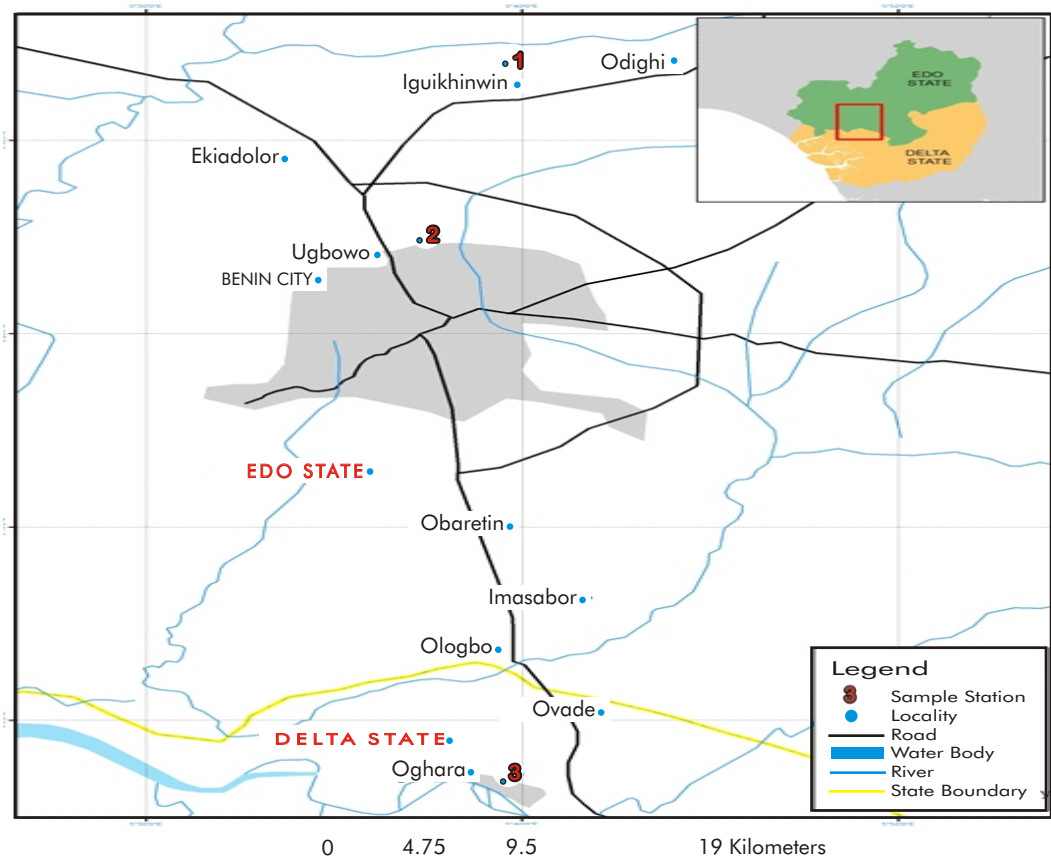 1
Iguikhinwin
Odighi
EDO
STATE
DELTA
STATE
Ekiadolor
2
Ugbowo
BENIN CITY
EDO STATE
Obaretin
Imasabor
Ologbo
Ovade
DELTA STATE
Oghara
3
Legend
3 Sample Station
Locality
Road
Water Body
River
State Boundary
0 4.75 9.5 19 Kilometers